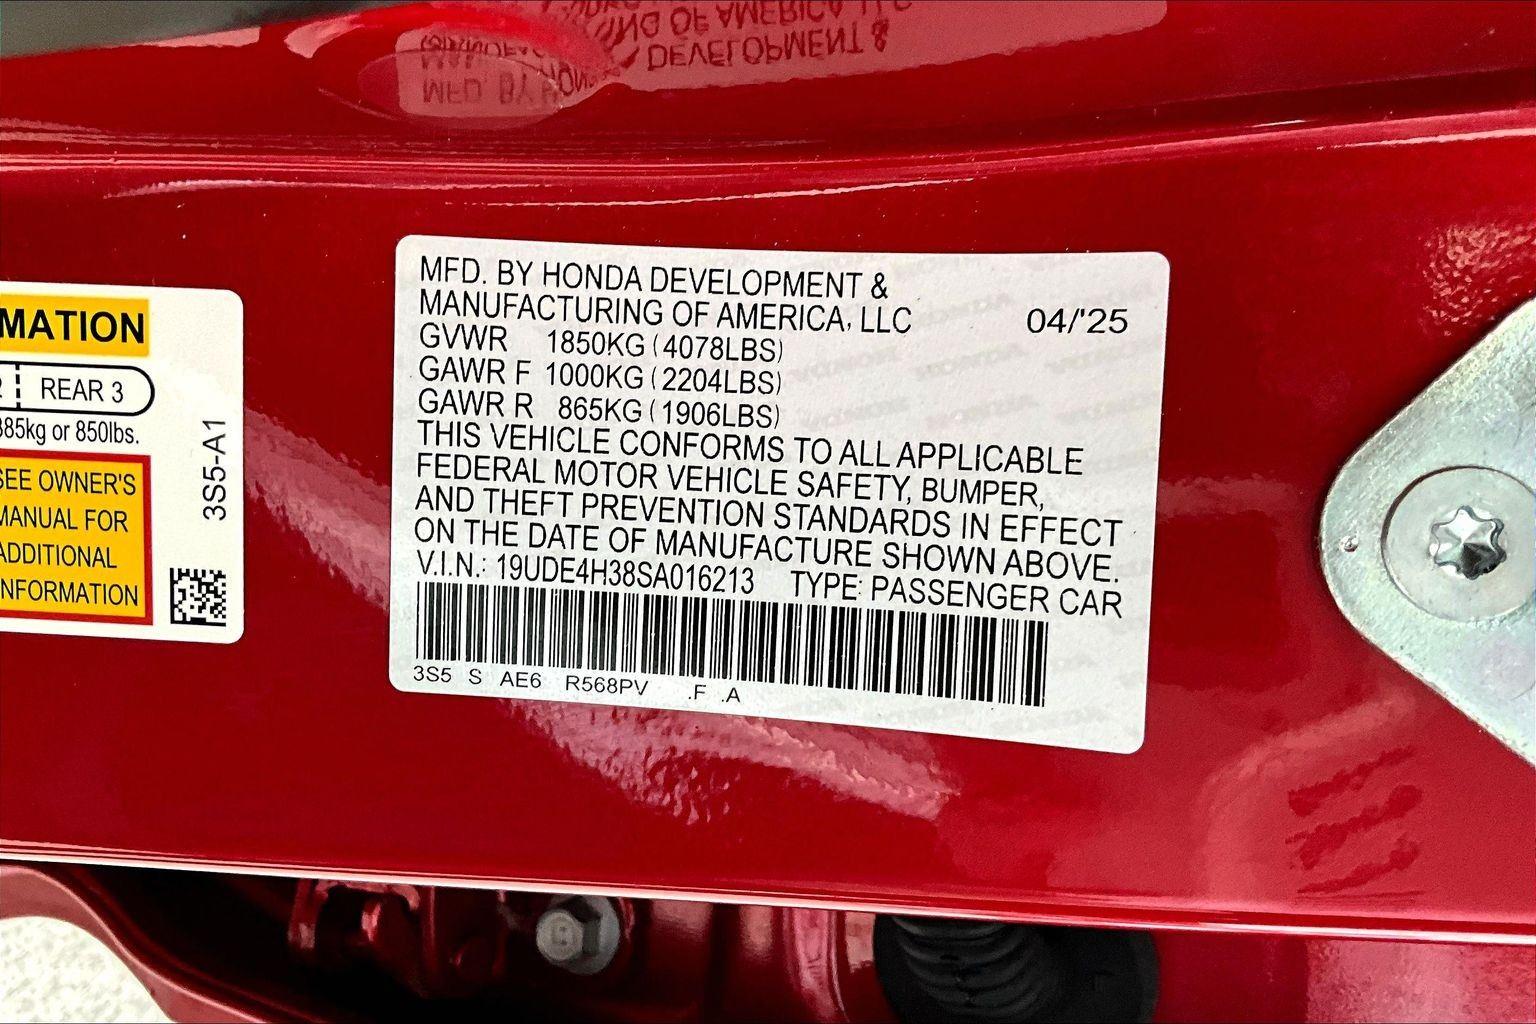 MFD. BY HONDA DEVELOPMENT &
MANUFACTURING OF AMERICA, LLC 04/'25
GVWR 1850KG (4078LBS)
GAWR F 1000KG (2204LBS)
GAWR R 865KG (1906LBS)
THIS VEHICLE CONFORMS TO ALL APPLICABLE
FEDERAL MOTOR VEHICLE SAFETY, BUMPER,
AND THEFT PREVENTION STANDARDS IN EFFECT
ON THE DATE OF MANUFACTURE SHOWN ABOVE.
V.I.N.: 19UDE4H38SA016213 TYPE: PASSENGER CAR
3S5 S AE6 R568PV .F .A
MATION
REAR 3
385kg or 850lbs.
SEE OWNER'S
MANUAL FOR
ADDITIONAL
INFORMATION
3S5-A1